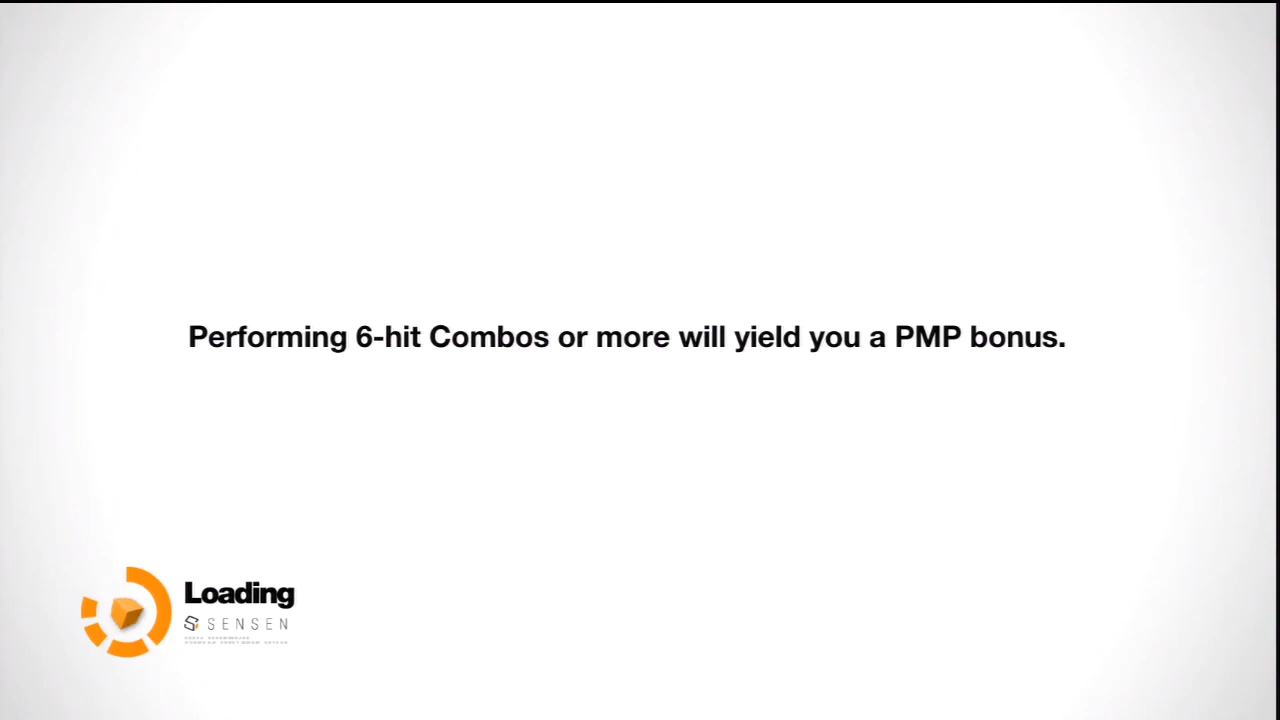 Performing 6-hit Combos or more will yield you a PMP bonus.
Loading
SENSEN